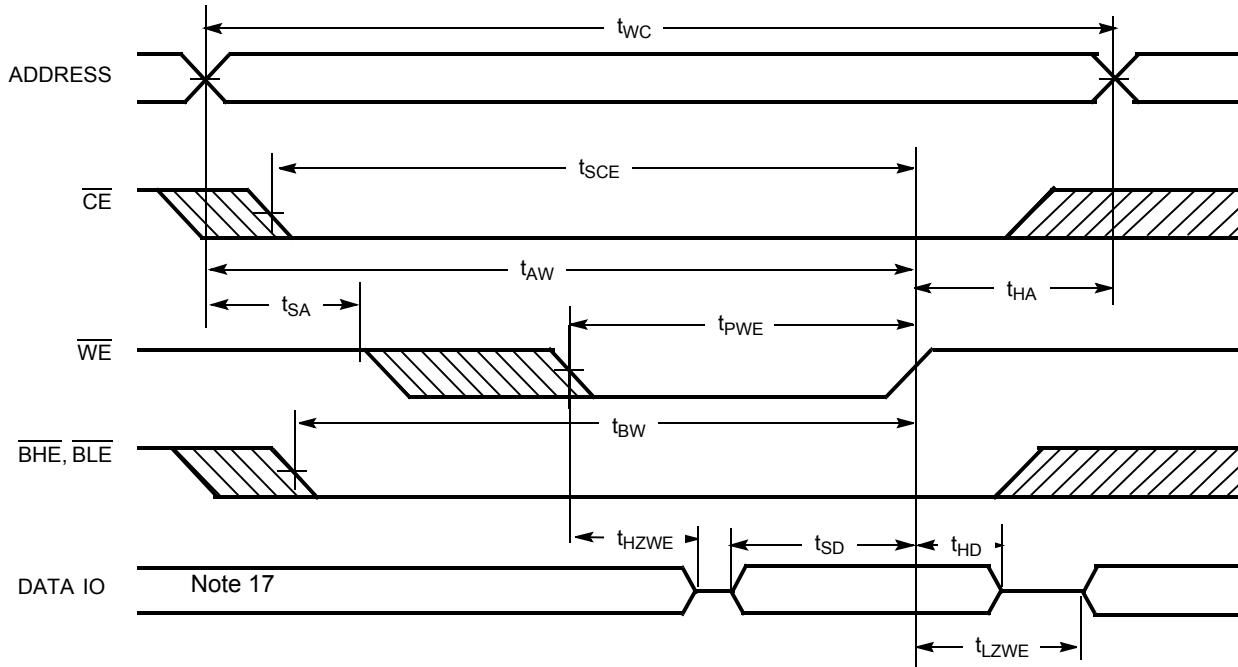 tWC
ADDRESS
tSCE
CE
tAW
tSA
tHA
tPWE
WE
tBW
BHE, BLE
tHZWE
tSD
tHD
DATA IO
Note 17
tLZWE